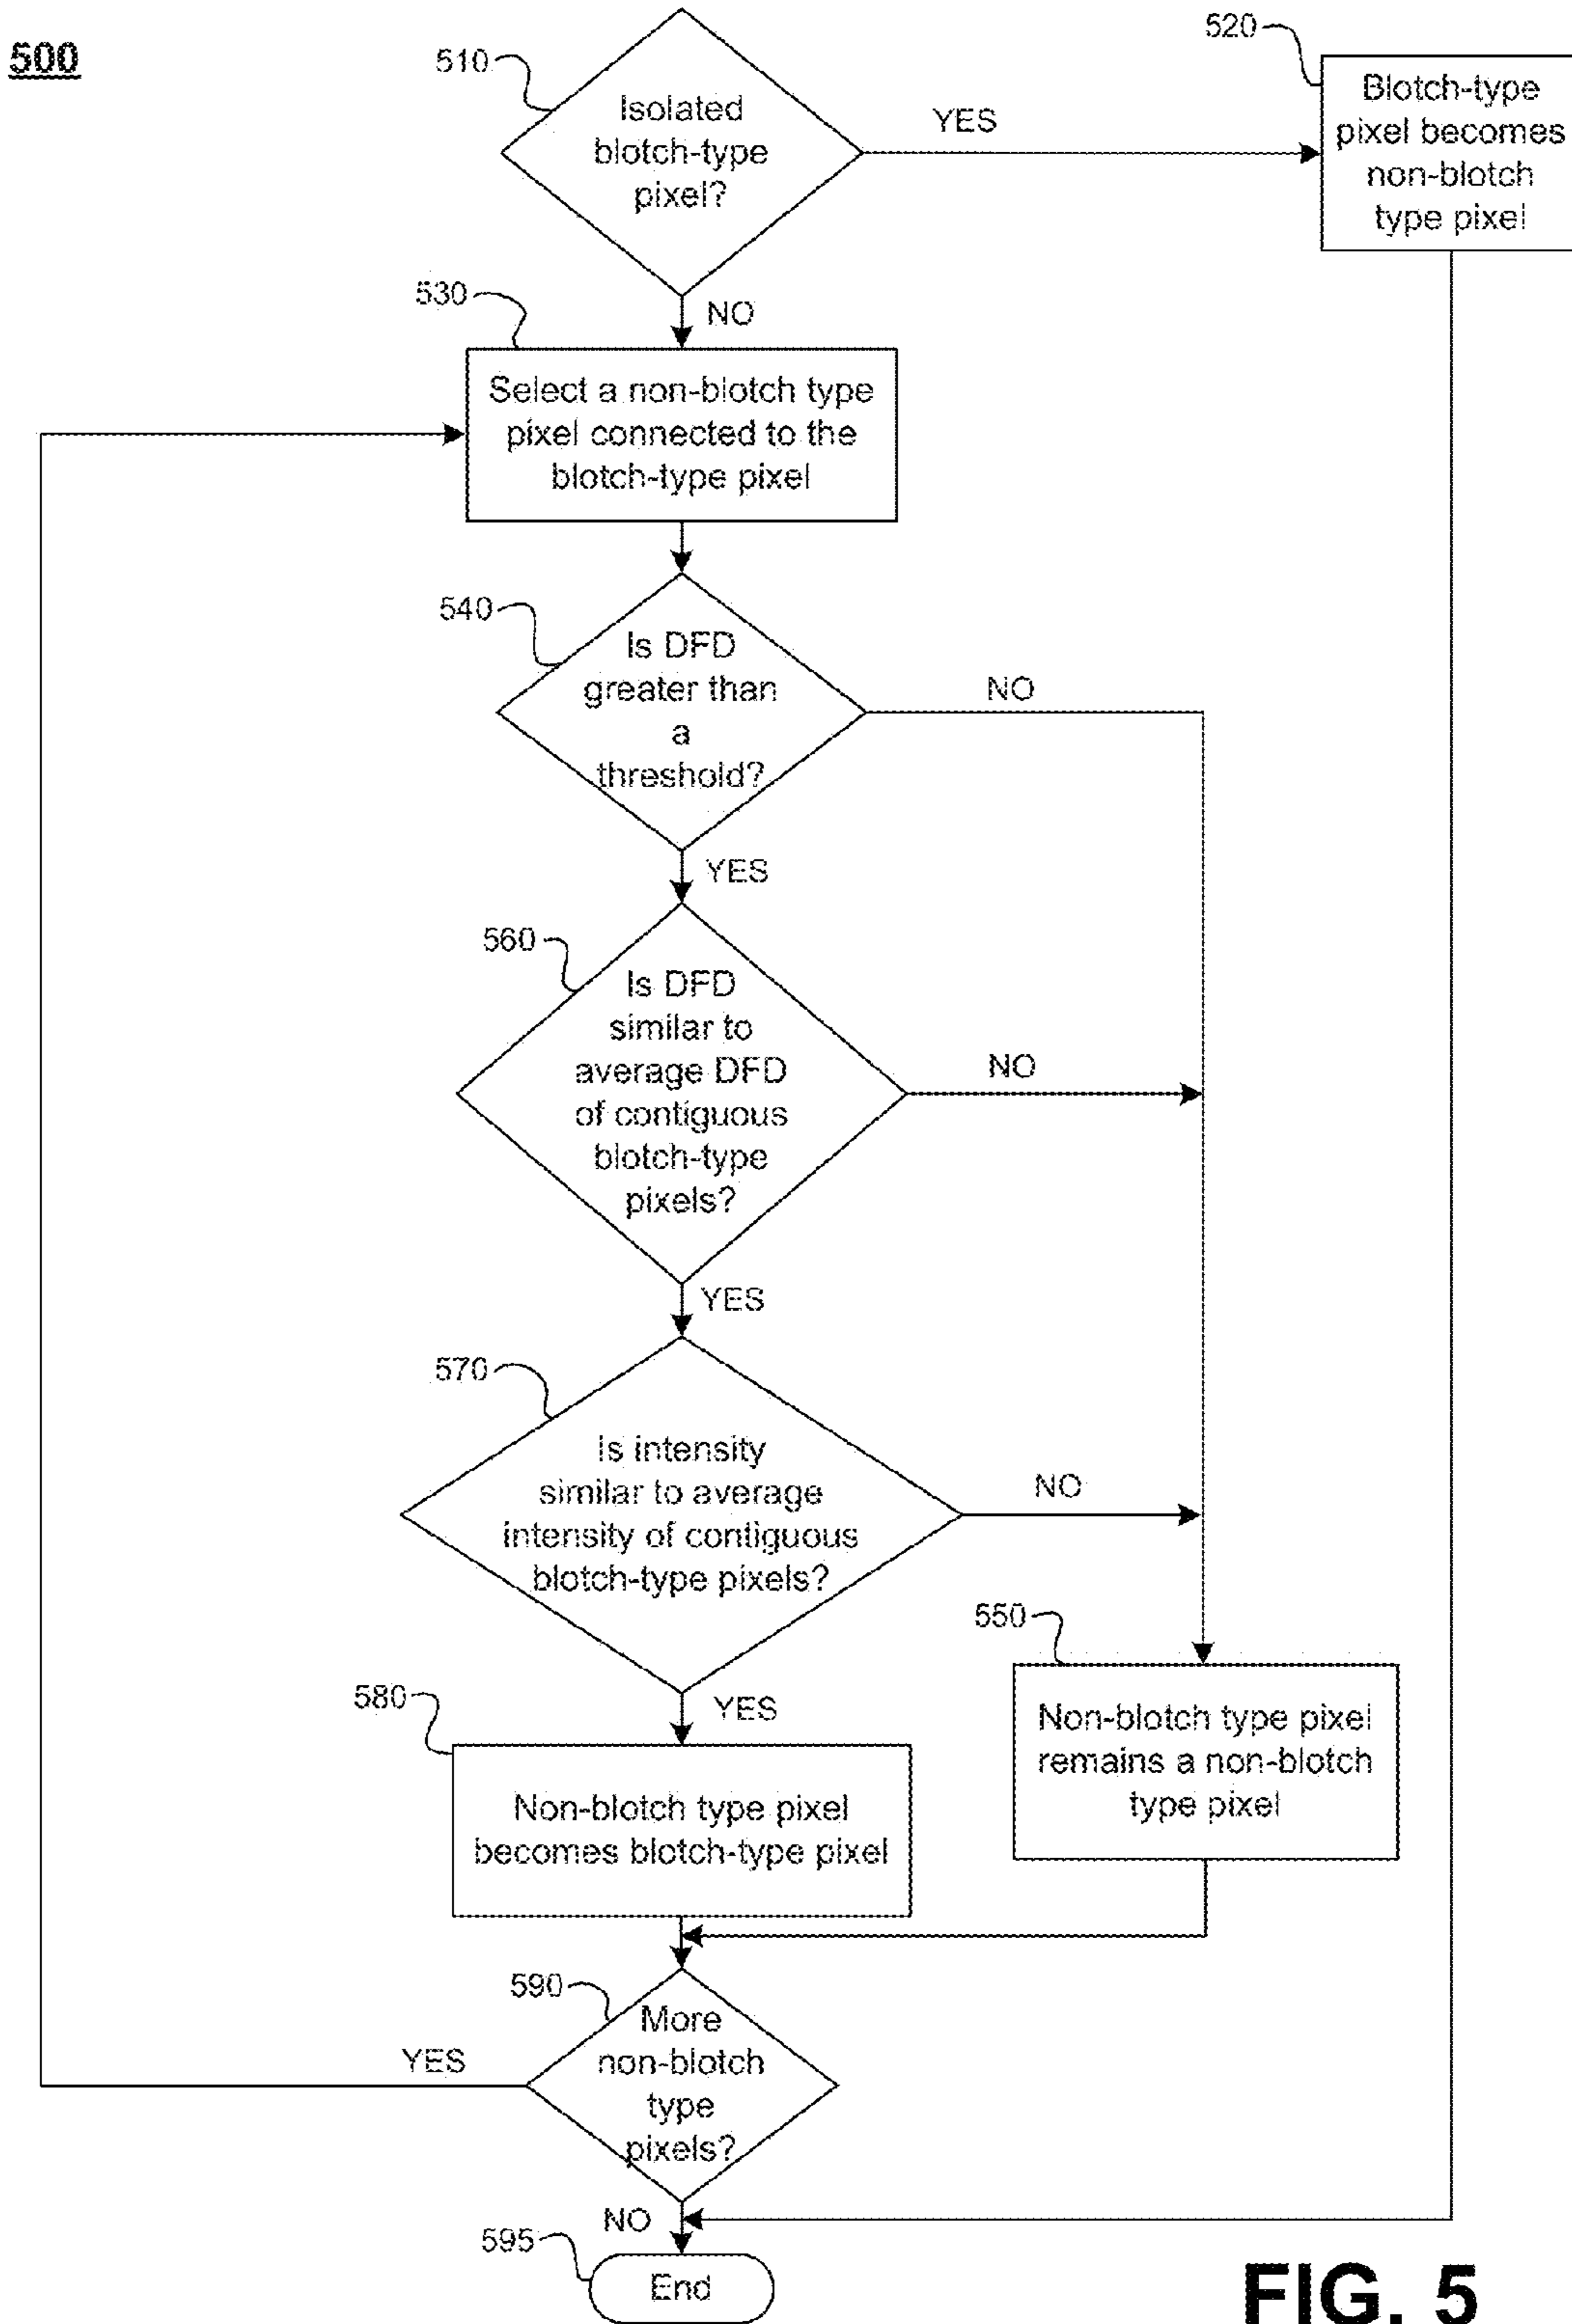 500
510
Isolated
blotch-type
pixel?
YES
520
Blotch-type
pixel becomes
non-blotch
type pixel
NO
530
Select a non-blotch type
pixel connected to the
blotch-type pixel
540
Is DFD
greater than
a
threshold?
NO
YES
560
Is DFD
similar to
average DFD
of contiguous
blotch-type
pixels?
NO
YES
570
Is intensity
similar to average
intensity of contiguous
blotch-type pixels?
NO
YES
550
Non-blotch type pixel
remains a non-blotch
type pixel
580
Non-blotch type pixel
becomes blotch-type pixel
590
More
non-blotch
type
pixels?
YES
NO
595
End
FIG. 5